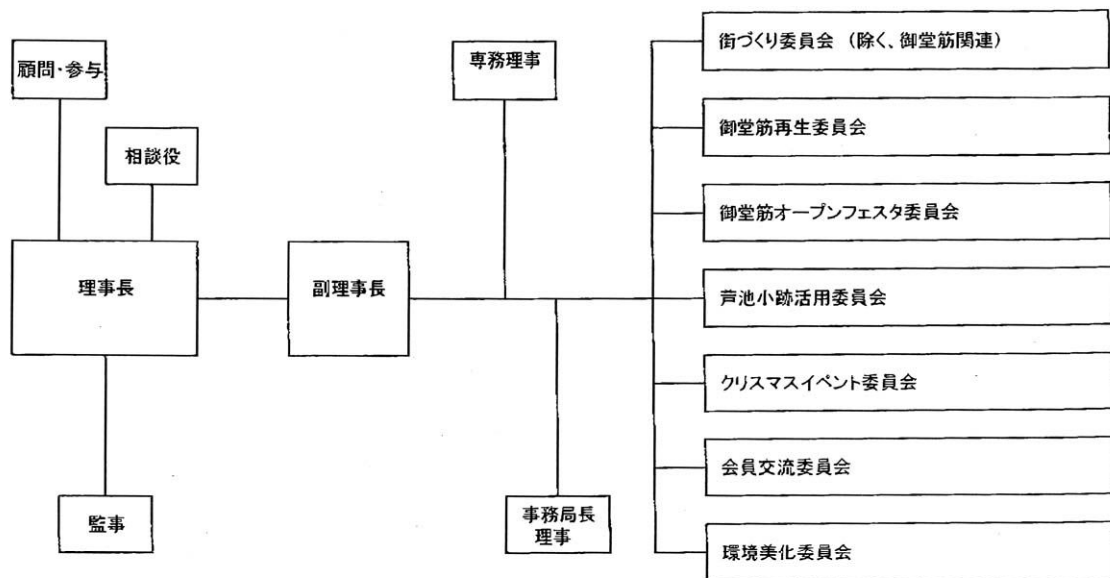 顧問・参与
相談役
理事長
監事
副理事長
専務理事
事務局長
理事
街づくり委員会 (除く、御堂筋関連)
御堂筋再生委員会
御堂筋オープンフェスタ委員会
芦池小跡活用委員会
クリスマスイベント委員会
会員交流委員会
環境美化委員会